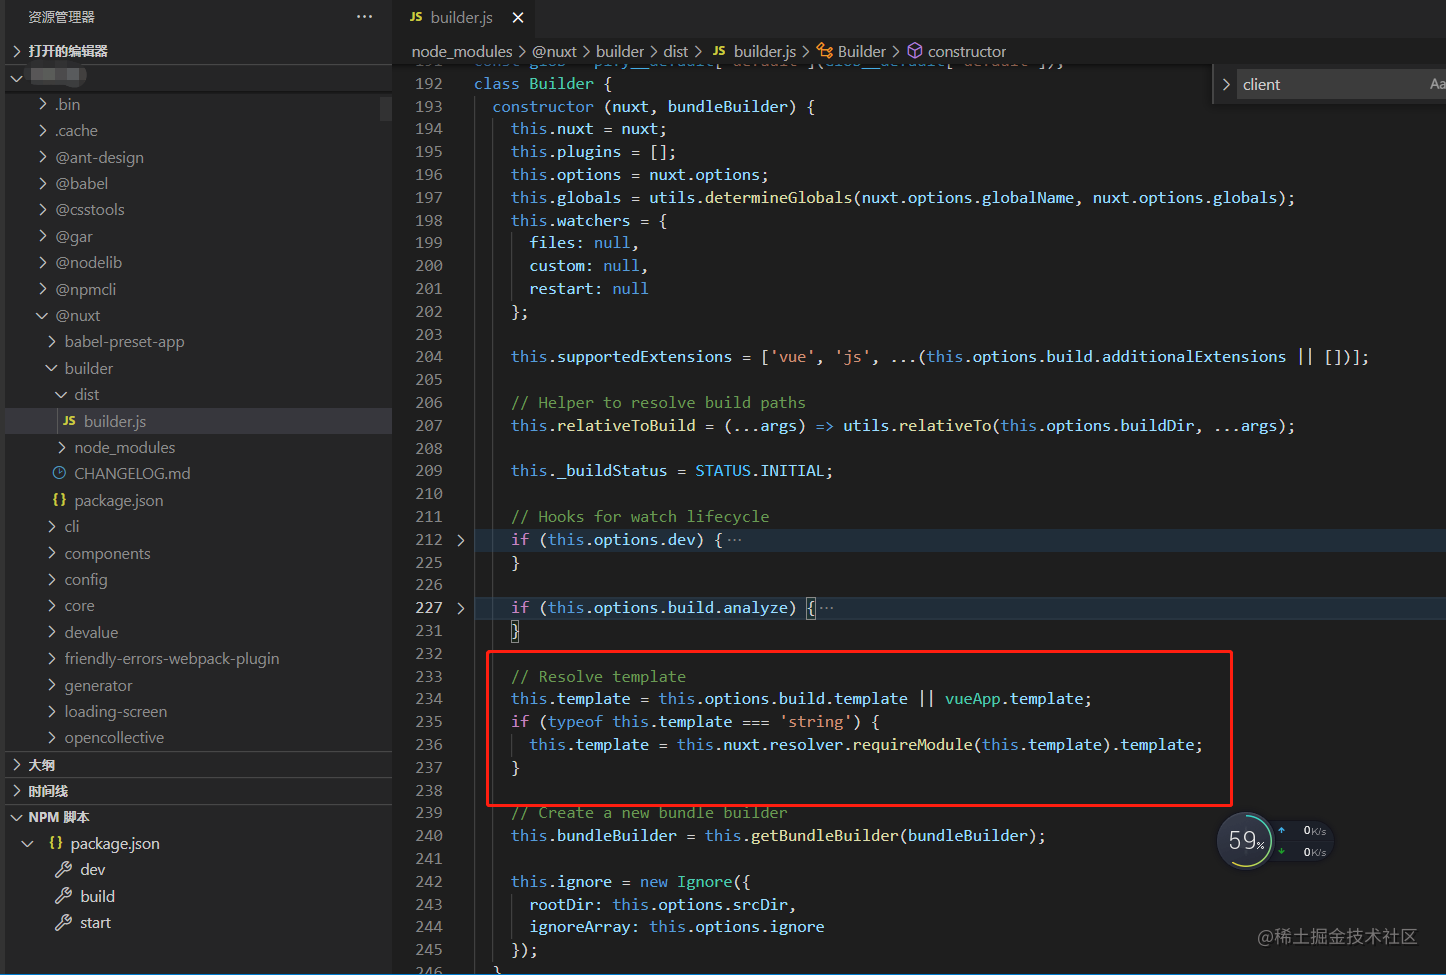 资源管理器
打开的编辑器
.bin
.cache
@ant-design
@babel
@csstools
@gar
@nodelib
@npmcli
@nuxt
babel-preset-app
builder
dist
JS builder.js
node_modules
CHANGELOG.md
{} package.json
cli
components
config
core
devalue
friendly-errors-webpack-plugin
generator
loading-screen
opencollective
大纲
时间线
NPM 脚本
{} package.json
dev
build
start
JS builder.js
node_modules > @nuxt > builder > dist > JS builder.js > Builder > constructor
client
Aa
192 class Builder {
193 constructor (nuxt, bundleBuilder) {
194 this.nuxt = nuxt;
195 this.plugins = [];
196 this.options = nuxt.options;
197 this.globals = utils.determineGlobals(nuxt.options.globalName, nuxt.options.globals);
198 this.watchers = {
199 files: null,
200 custom: null,
201 restart: null
202 };
203
204 this.supportedExtensions = ['vue', 'js', ...(this.options.build.additionalExtensions || [])];
205
206 // Helper to resolve build paths
207 this.relativeToBuild = (...args) => utils.relativeTo(this.options.buildDir, ...args);
208
209 this._buildStatus = STATUS.INITIAL;
210
211 // Hooks for watch lifecycle
212 if (this.options.dev) { ...
225 }
226
227 if (this.options.build.analyze) { ...
231 }
232
233 // Resolve template
234 this.template = this.options.build.template || vueApp.template;
235 if (typeof this.template === 'string') {
236 this.template = this.nuxt.resolver.requireModule(this.template).template;
237 }
238
239 // Create a new bundle builder
240 this.bundleBuilder = this.getBundleBuilder(bundleBuilder);
241
242 this.ignore = new Ignore({
243 rootDir: this.options.srcDir,
244 ignoreArray: this.options.ignore
245 });
246 }
59%
0K/s
0K/s
@稀土掘金技术社区